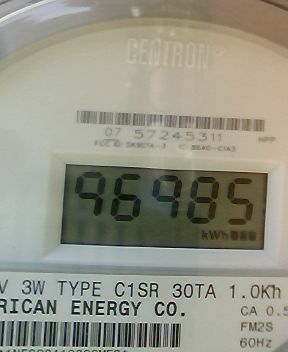 CENTRON®
07 57245311
96985
kWh
V 3W TYPE C1SR 30TA 1.0Kh
RICAN ENERGY CO.
CA 0.5
FM2S
60Hz